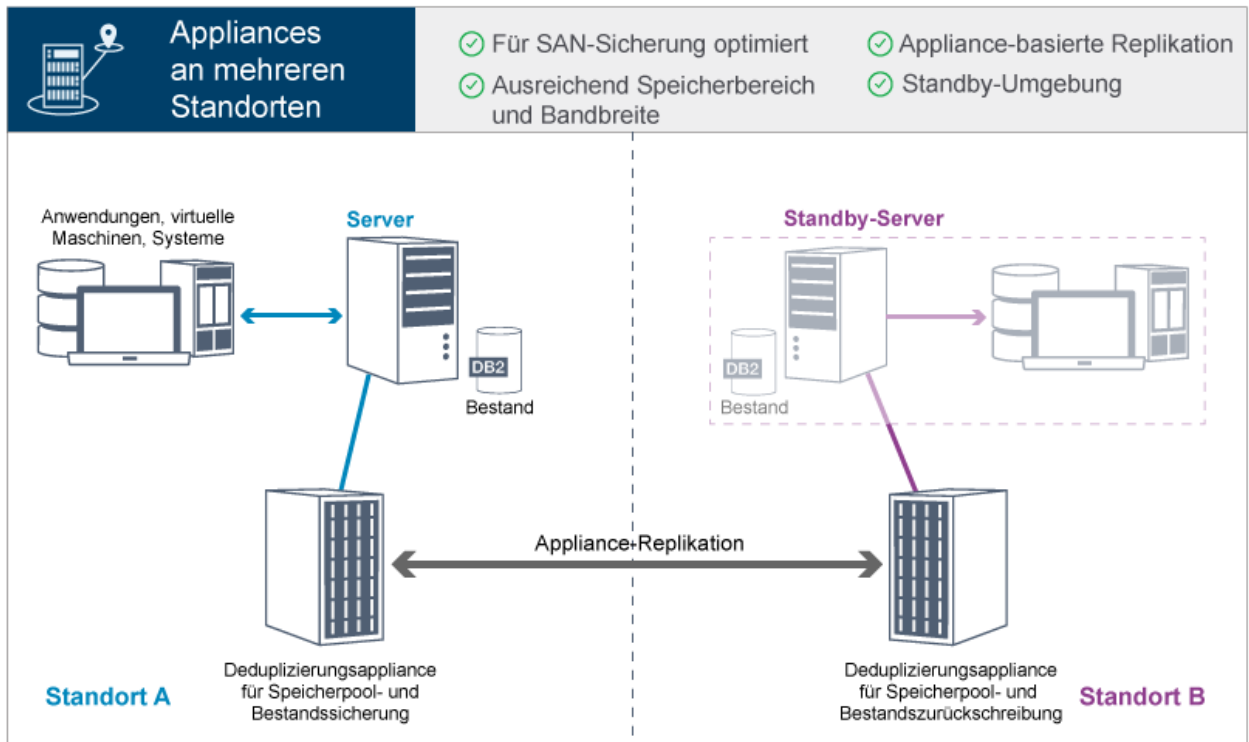 Appliances
an mehreren
Standorten
Für SAN-Sicherung optimiert
Ausreichend Speicherbereich
und Bandbreite
Appliance-basierte Replikation
Standby-Umgebung
Anwendungen, virtuelle
Maschinen, Systeme
Server
DB2
Bestand
Standby-Server
DB2
Bestand
Appliance-Replikation
Deduplizierungsappliance
für Speicherpool- und
Bestandssicherung
Standort A
Deduplizierungsappliance
für Speicherpool- und
Bestandszurückschreibung
Standort B